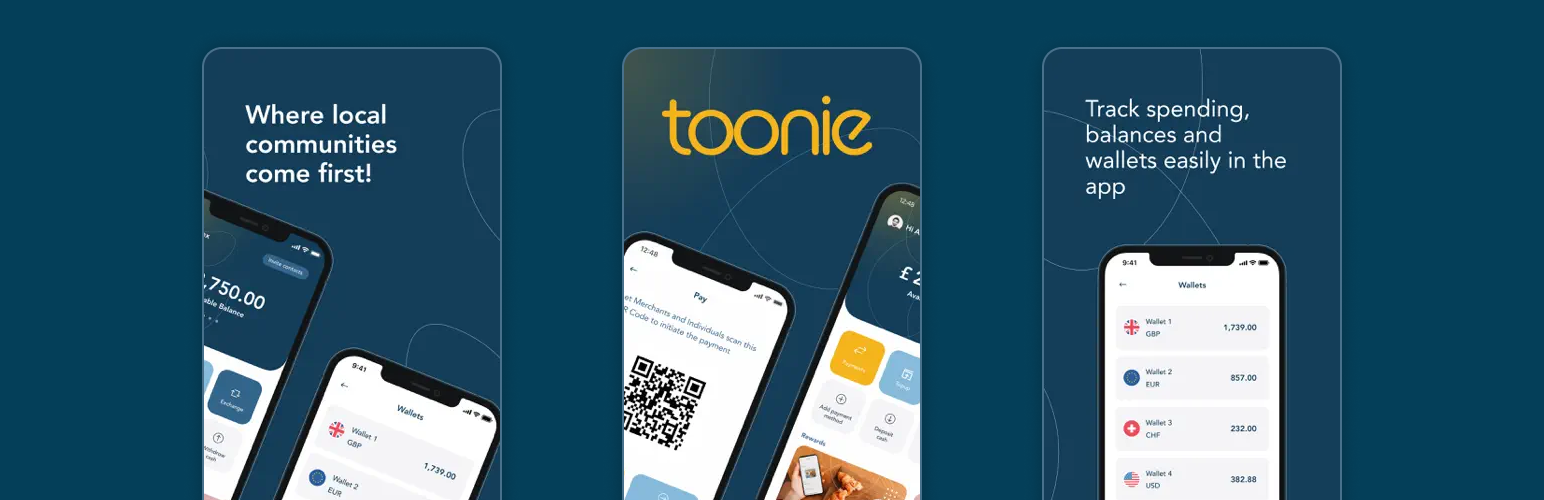 Where local
communities
come first!
,750.00
Balance
Invite contacts
Exchange
9:41
Wallets
Wallet 1
GBP
1,739.00
Wallet 2
EUR
toonie
12:48
Pay
Merchants and Individuals scan this
Code to initiate the payment
12:48
Hi A
£ 2
Payments
Travel
Add payment
method
Deposit
cash
Rewards
Track spending,
balances and
wallets easily in the
app
9:41
Wallets
Wallet 1
GBP
1,739.00
Wallet 2
EUR
857.00
Wallet 3
CHF
232.00
Wallet 4
USD
382.88